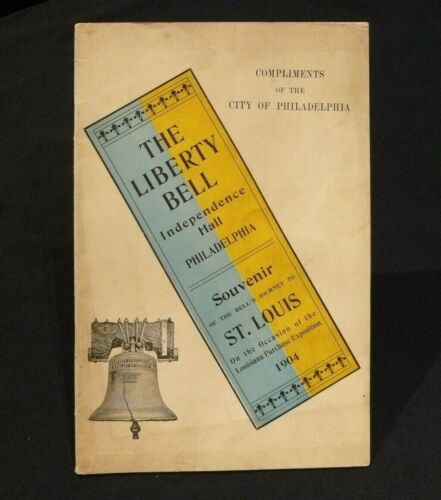 COMPLIMENTS
OF THE
CITY OF PHILADELPHIA
THE
LIBERTY
BELL
Independence
Hall
PHILADELPHIA
Souvenir
OF THE BELL'S JOURNEY TO
ST. LOUIS
On the Occasion of the
Louisiana Purchase Exposition
1904